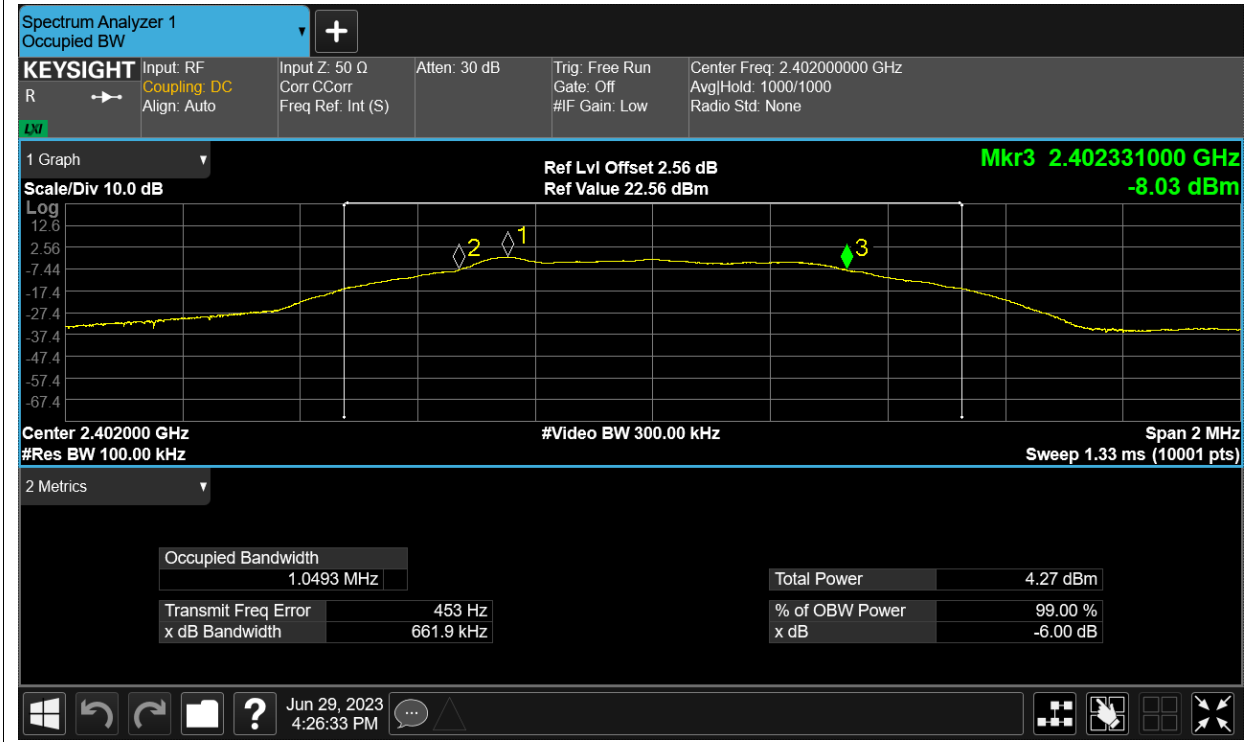 Spectrum Analyzer 1
Occupied BW
+
KEYSIGHT Input: RF Input Z: 50 Ω Atten: 30 dB Trig: Free Run Center Freq: 2.402000000 GHz
R Coupling: DC Corr CCorr Gate: Off Avg|Hold: 1000/1000
Align: Auto Freq Ref: Int (S) #IF Gain: Low Radio Std: None
LXI
1 Graph Ref Lvl Offset 2.56 dB Mkr3 2.402331000 GHz
Scale/Div 10.0 dB Ref Value 22.56 dBm -8.03 dBm
Log
12.6
2.56
-7.44
-17.4
-27.4
-37.4
-47.4
-57.4
-67.4
2 1 3
Center 2.402000 GHz #Video BW 300.00 kHz Span 2 MHz
#Res BW 100.00 kHz Sweep 1.33 ms (10001 pts)
2 Metrics
Occupied Bandwidth
1.0493 MHz Total Power 4.27 dBm
Transmit Freq Error 453 Hz % of OBW Power 99.00 %
x dB Bandwidth 661.9 kHz x dB -6.00 dB
? Jun 29, 2023
4:26:33 PM